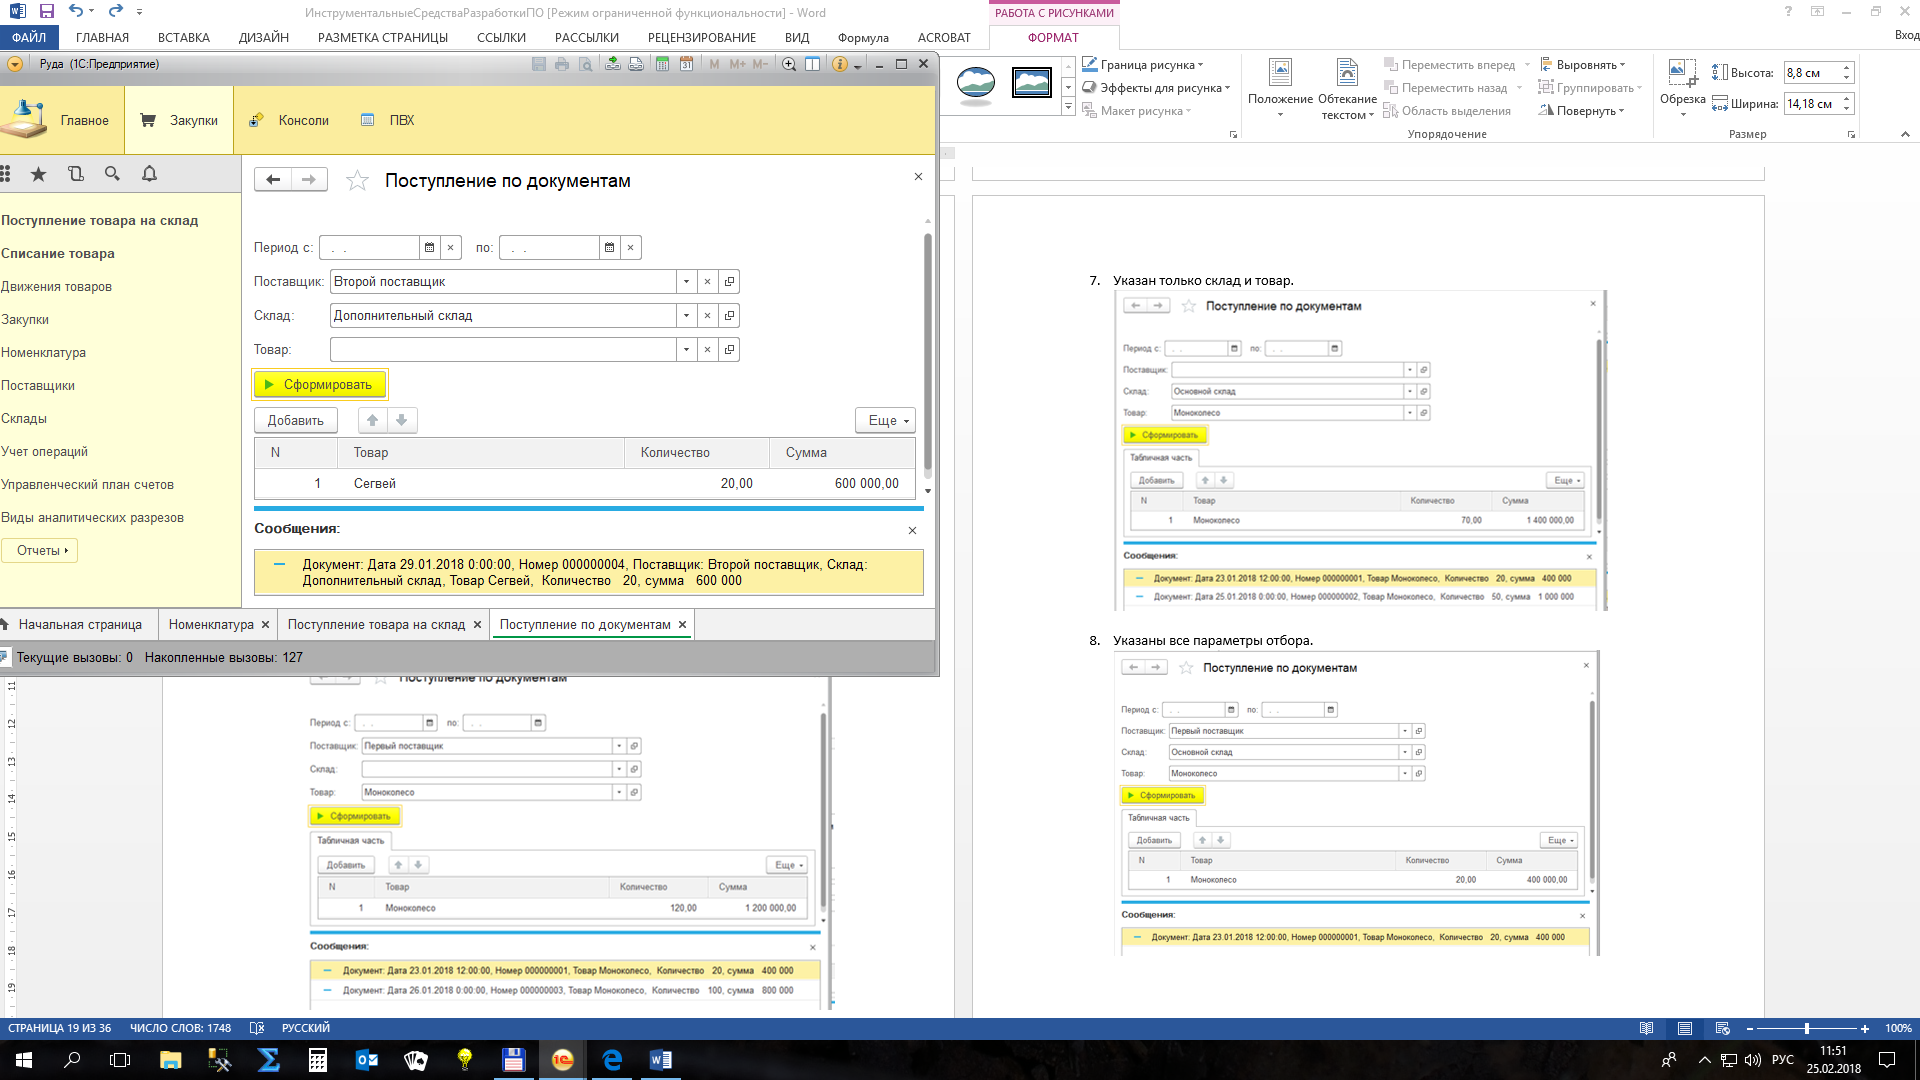 ИнструментальныеСредстваРазработкиПО [Режим ограниченной функциональности] - Word
РАБОТА С РИСУНКАМИ
ФАЙЛ ГЛАВНАЯ ВСТАВКА ДИЗАЙН РАЗМЕТКА СТРАНИЦЫ ССЫЛКИ РАССЫЛКИ РЕЦЕНЗИРОВАНИЕ ВИД Формула ACROBAT ФОРМАТ Вход
Граница рисунка
Эффекты для рисунка
Макет рисунка
Положение
Обтекание текстом
Переместить вперед
Переместить назад
Область выделения
Выровнять
Группировать
Повернуть
Упорядочение
Обрезка
Высота: 8,8 см
Ширина: 14,18 см
Размер
Руда (1С:Предприятие)
M M+ M-
Главное Закупки Консоли ПВХ
Поступление товара на склад
Списание товара
Движения товаров
Закупки
Номенклатура
Поставщики
Склады
Учет операций
Управленческий план счетов
Виды аналитических разрезов
Отчеты
Поступление по документам
Период с: . . по: . .
Поставщик: Второй поставщик
Склад: Дополнительный склад
Товар:
Сформировать
Добавить Еще
N Товар Количество Сумма
1 Сегвей 20,00 600 000,00
Сообщения:
Документ: Дата 29.01.2018 0:00:00, Номер 000000004, Поставщик: Второй поставщик, Склад:
Дополнительный склад, Товар Сегвей, Количество 20, сумма 600 000
Начальная страница Номенклатура Поступление товара на склад Поступление по документам
Текущие вызовы: 0 Накопленные вызовы: 127
11
12
13
14
15
16
17
18
19
Поступление по документам
Период с: . . по: . .
Поставщик: Первый поставщик
Склад:
Товар: Моноколесо
Сформировать
Табличная часть
Добавить Еще
N Товар Количество Сумма
1 Моноколесо 120,00 1 200 000,00
Сообщения:
Документ: Дата 23.01.2018 12:00:00, Номер 000000001, Товар Моноколесо, Количество 20, сумма 400 000
Документ: Дата 26.01.2018 0:00:00, Номер 000000003, Товар Моноколесо, Количество 100, сумма 800 000
7. Указан только склад и товар.
Поступление по документам
Период с: . . по: . .
Поставщик:
Склад: Основной склад
Товар: Моноколесо
Сформировать
Табличная часть
Добавить Еще
N Товар Количество Сумма
1 Моноколесо 70,00 1 400 000,00
Сообщения:
Документ: Дата 23.01.2018 12:00:00, Номер 000000001, Товар Моноколесо, Количество 20, сумма 400 000
Документ: Дата 25.01.2018 0:00:00, Номер 000000002, Товар Моноколесо, Количество 50, сумма 1 000 000
8. Указаны все параметры отбора.
Поступление по документам
Период с: . . по: . .
Поставщик: Первый поставщик
Склад: Основной склад
Товар: Моноколесо
Сформировать
Табличная часть
Добавить Еще
N Товар Количество Сумма
1 Моноколесо 20,00 400 000,00
Сообщения:
Документ: Дата 23.01.2018 12:00:00, Номер 000000001, Товар Моноколесо, Количество 20, сумма 400 000
СТРАНИЦА 19 ИЗ 36 ЧИСЛО СЛОВ: 1748 РУССКИЙ 100%
РУС
11:51
25.02.2018